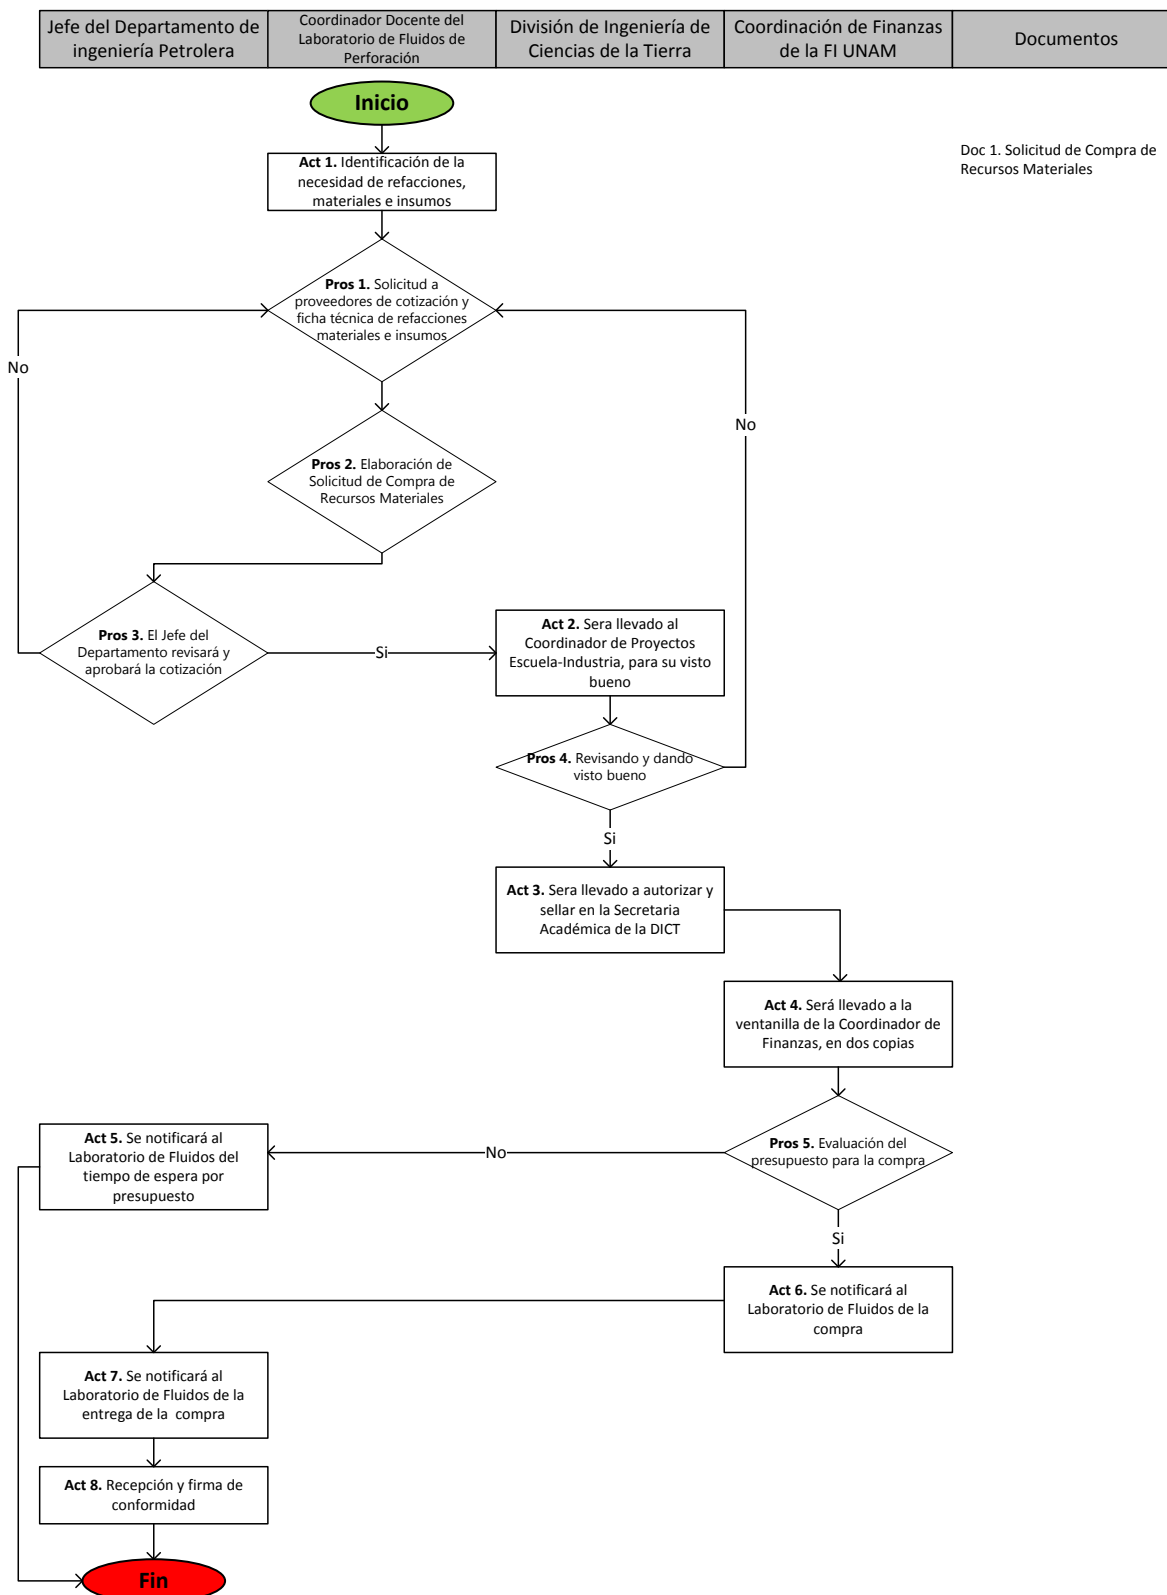 Jefe del Departamento de
ingeniería Petrolera
Coordinador Docente del
Laboratorio de Fluidos de
Perforación
División de Ingeniería de
Ciencias de la Tierra
Coordinación de Finanzas
de la FI UNAM
Documentos
Inicio
Doc 1. Solicitud de Compra de
Recursos Materiales
Act 1. Identificación de la
necesidad de refacciones,
materiales e insumos
Pros 1. Solicitud a
proveedores de cotización y
ficha técnica de refacciones
materiales e insumos
No
No
Pros 2. Elaboración de
Solicitud de Compra de
Recursos Materiales
Pros 3. El Jefe del
Departamento revisará y
aprobará la cotización
Si
Act 2. Sera llevado al
Coordinador de Proyectos
Escuela-Industria, para su visto
bueno
Pros 4. Revisando y dando
visto bueno
Si
Act 3. Sera llevado a autorizar y
sellar en la Secretaria
Académica de la DICT
Act 4. Será llevado a la
ventanilla de la Coordinador de
Finanzas, en dos copias
Act 5. Se notificará al
Laboratorio de Fluidos del
tiempo de espera por
presupuesto
No
Pros 5. Evaluación del
presupuesto para la compra
Si
Act 6. Se notificará al
Laboratorio de Fluidos de la
compra
Act 7. Se notificará al
Laboratorio de Fluidos de la
entrega de la compra
Act 8. Recepción y firma de
conformidad
Fin